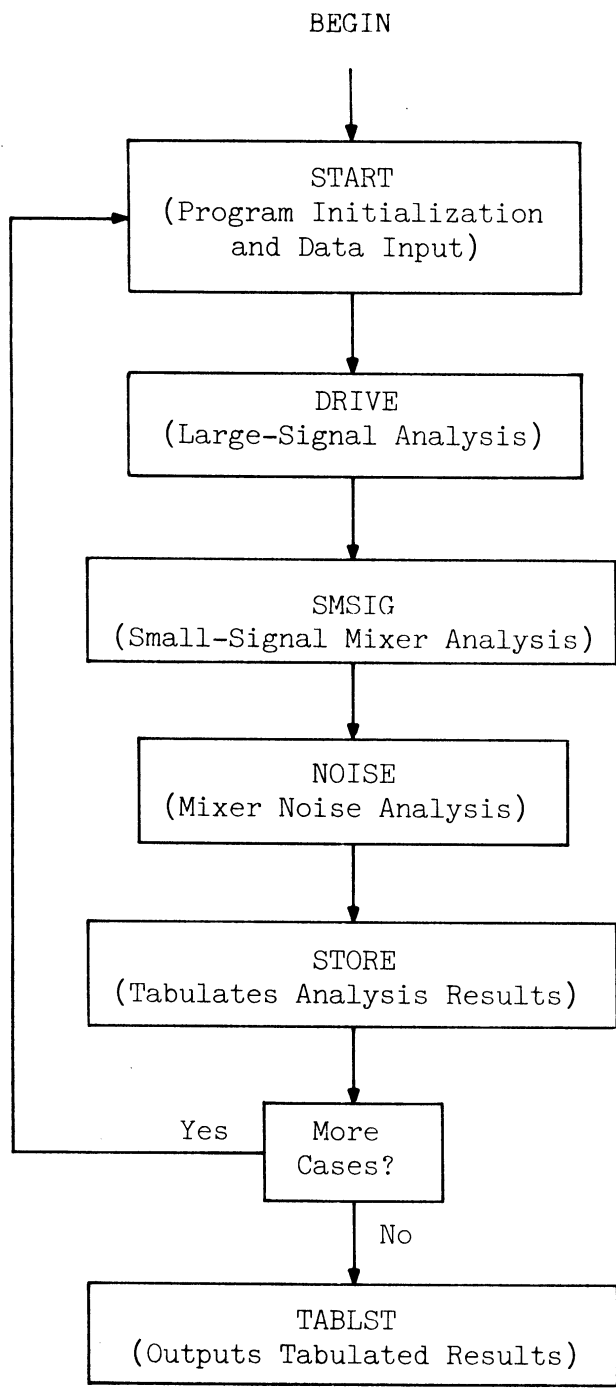 BEGIN
START
(Program Initialization
and Data Input)
DRIVE
(Large-Signal Analysis)
SMSIG
(Small-Signal Mixer Analysis)
NOISE
(Mixer Noise Analysis)
STORE
(Tabulates Analysis Results)
Yes
More
Cases?
No
TABLST
(Outputs Tabulated Results)